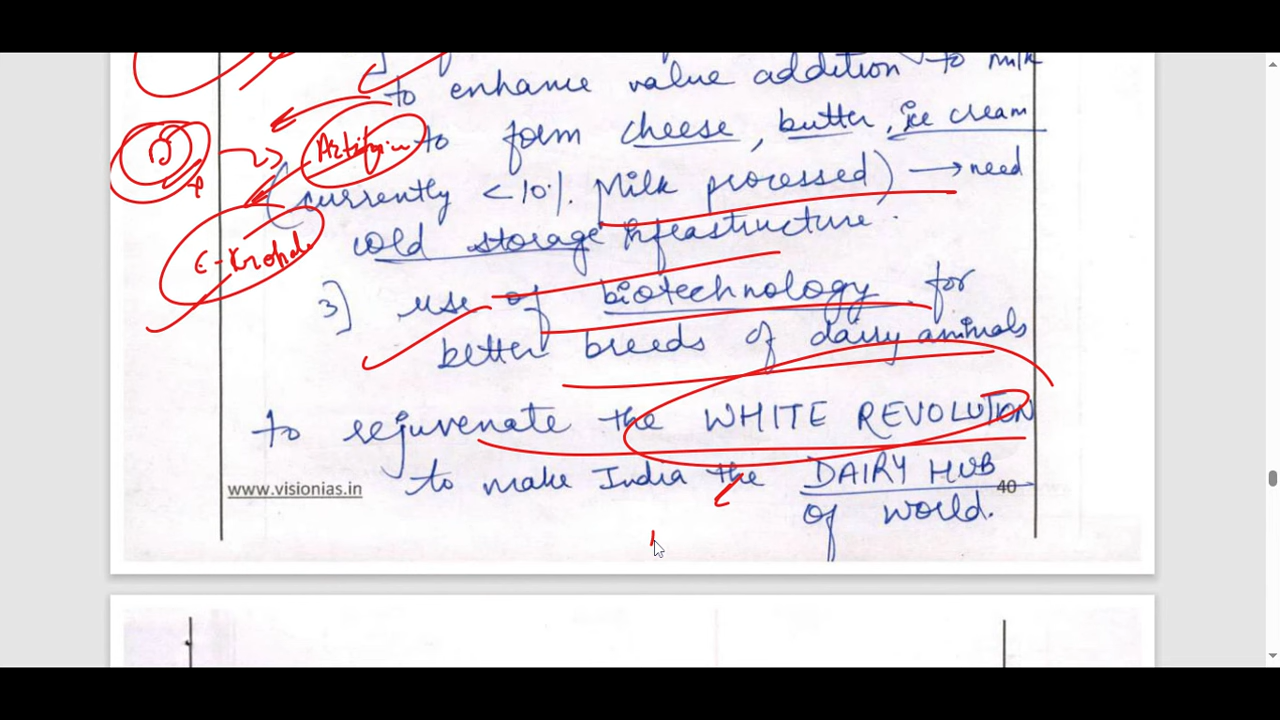 to enhance value addition to milk
to form cheese, butter, ice cream
(currently <10%. Milk processed) → need
cold storage infrastructure.
3] use of biotechnology for
better breeds of dairy animals
to rejuvenate the WHITE REVOLUTION
to make India the DAIRY HUB
www.visionias.in
40
of world.